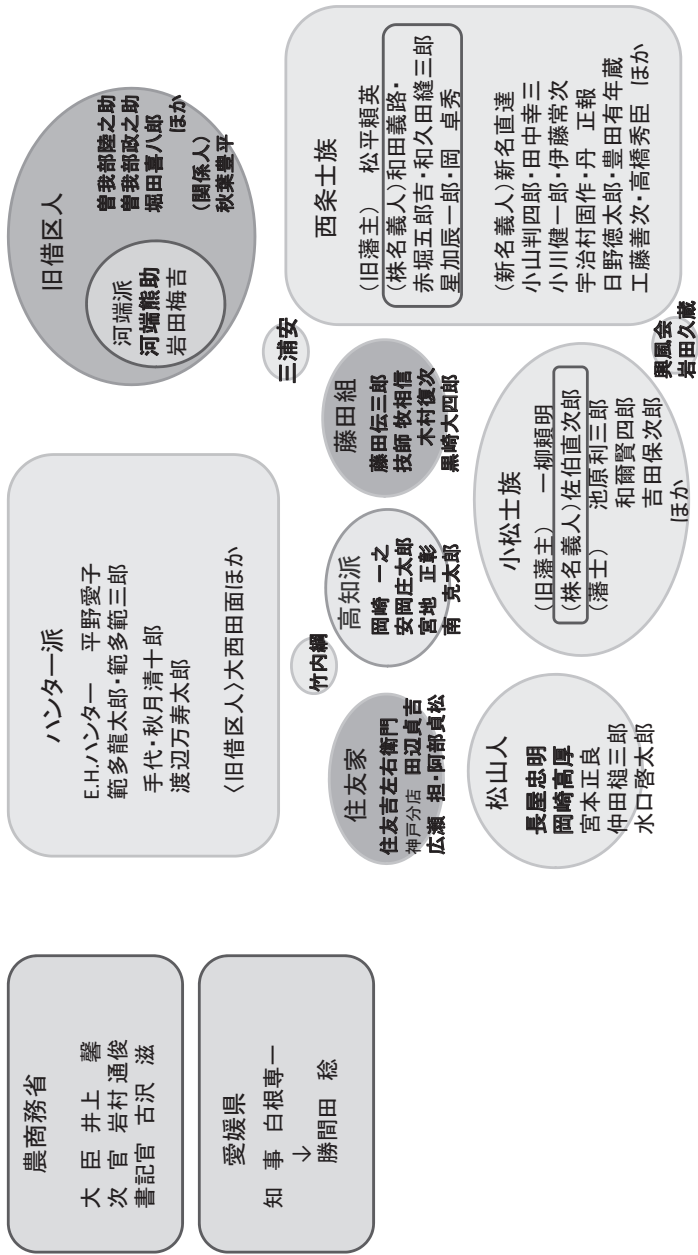 農商務省
大　臣　井上　馨
次　官　岩村 通俊
書記官　古沢　滋
愛媛県
知　事　白根専一
↓
勝間田　稔
ハンター派
E.H.ハンター　平野愛子
範多龍太郎・範多範三郎
手代・秋月清十郎
渡辺万寿太郎
〈旧借区人〉大西田面ほか
旧借区人
河端派
河端熊助
岩田梅吉
曽我部陸之助
曽我部政之助
堀田喜八郎
ほか
（関係人）
秋葉豊平
竹内綱
三浦安
住友家
住友吉左右衛門
神戸分店　田辺貞吉
広瀬　担・阿部貞松
高知派
岡崎　一之
安岡庄太郎
宮地　正彰
南　克太郎
藤田組
藤田伝三郎
技師 牧相信
木村復次
黒崎大四郎
松山人
長屋忠明
岡崎高厚
宮本正良
仲田槌三郎
水口啓太郎
小松士族
（旧藩主）　一柳頼明
（株名義人）佐伯直次郎
（藩士）　池原利三郎
和爾賢四郎
吉田保次郎
ほか
興風会
岩田久蔵
西条士族
（旧藩主）　松平頼英
（株名義人）和田義路・
赤堀五郎吉・和久田縫三郎
星加辰一郎・岡　卓秀
（新名義人）新名直達
小山判四郎・田中幸三
小川健一郎・伊藤常次
宇治村固作・丹　正報
日野徳太郎・豊田有年蔵
工藤善次・高橋秀臣　ほか